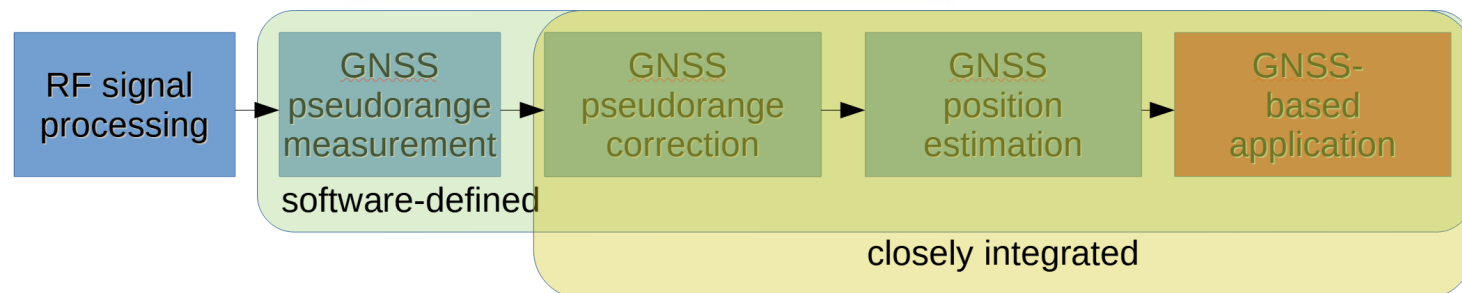 RF signal
processing
GNSS
pseudorange
measurement
GNSS
pseudorange
correction
GNSS
position
estimation
GNSS-
based
application
software-defined
closely integrated